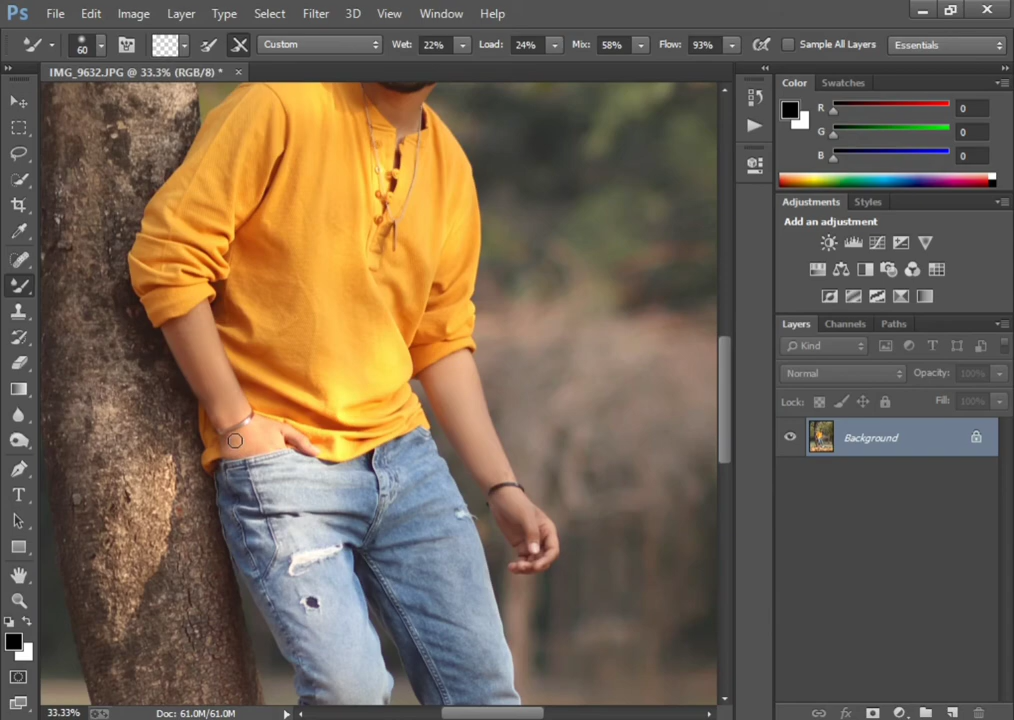 Ps File Edit Image Layer Type Select Filter 3D View Window Help
60 Custom Wet: 22% Load: 24% Mix: 58% Flow: 93% Sample All Layers Essentials
IMG_9632.JPG @ 33.3% (RGB/8) * ×
Color Swatches
R 0
G 0
B 0
Adjustments Styles
Add an adjustment
Layers Channels Paths
Kind
Normal Opacity: 100%
Lock: Fill: 100%
Background
33.33% Doc: 61.0M/61.0M